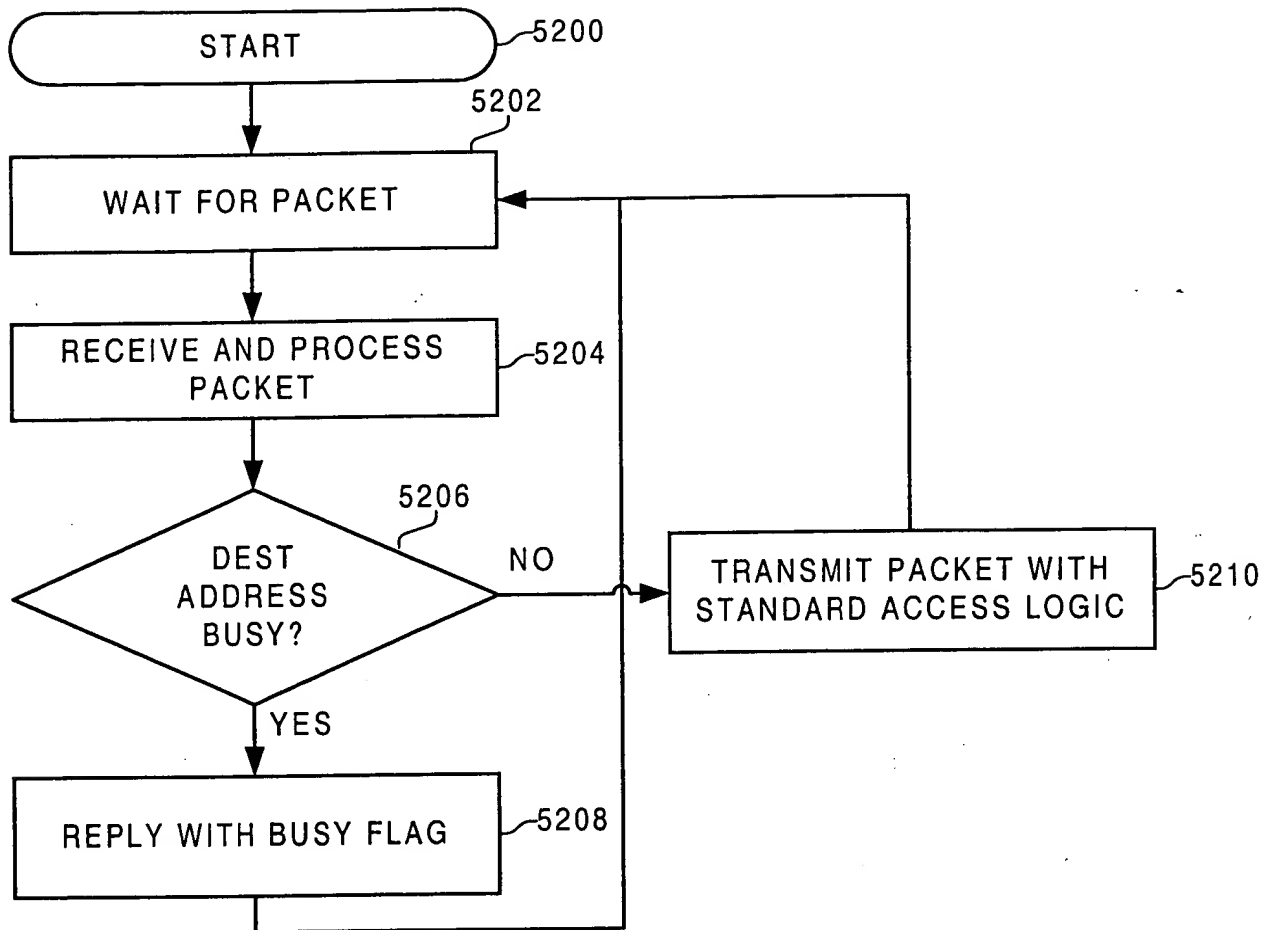 START
5200
5202
WAIT FOR PACKET
RECEIVE AND PROCESS
PACKET
5204
5206
DEST
ADDRESS
BUSY?
NO
TRANSMIT PACKET WITH
STANDARD ACCESS LOGIC
5210
YES
REPLY WITH BUSY FLAG
5208